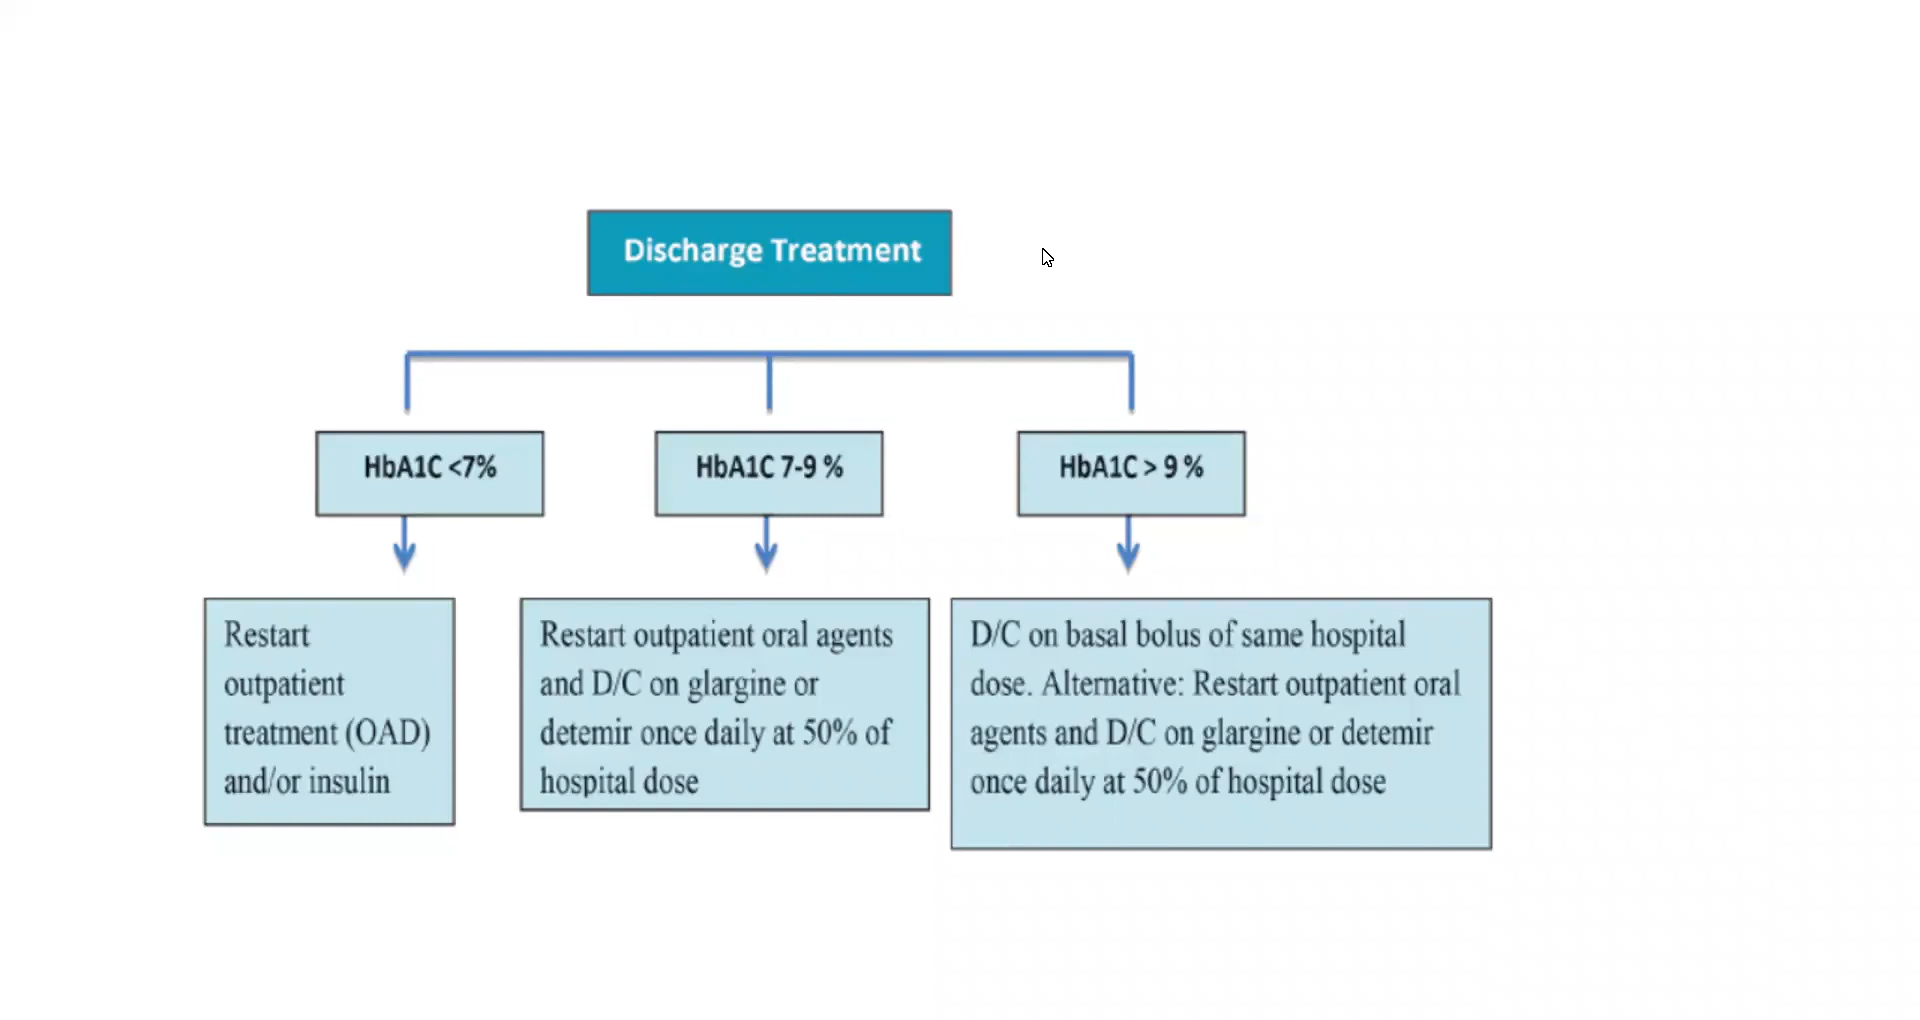 Discharge Treatment
HbA1C <7%
HbA1C 7-9 %
HbA1C > 9 %
Restart
outpatient
treatment (OAD)
and/or insulin
Restart outpatient oral agents
and D/C on glargine or
detemir once daily at 50% of
hospital dose
D/C on basal bolus of same hospital
dose. Alternative: Restart outpatient oral
agents and D/C on glargine or detemir
once daily at 50% of hospital dose